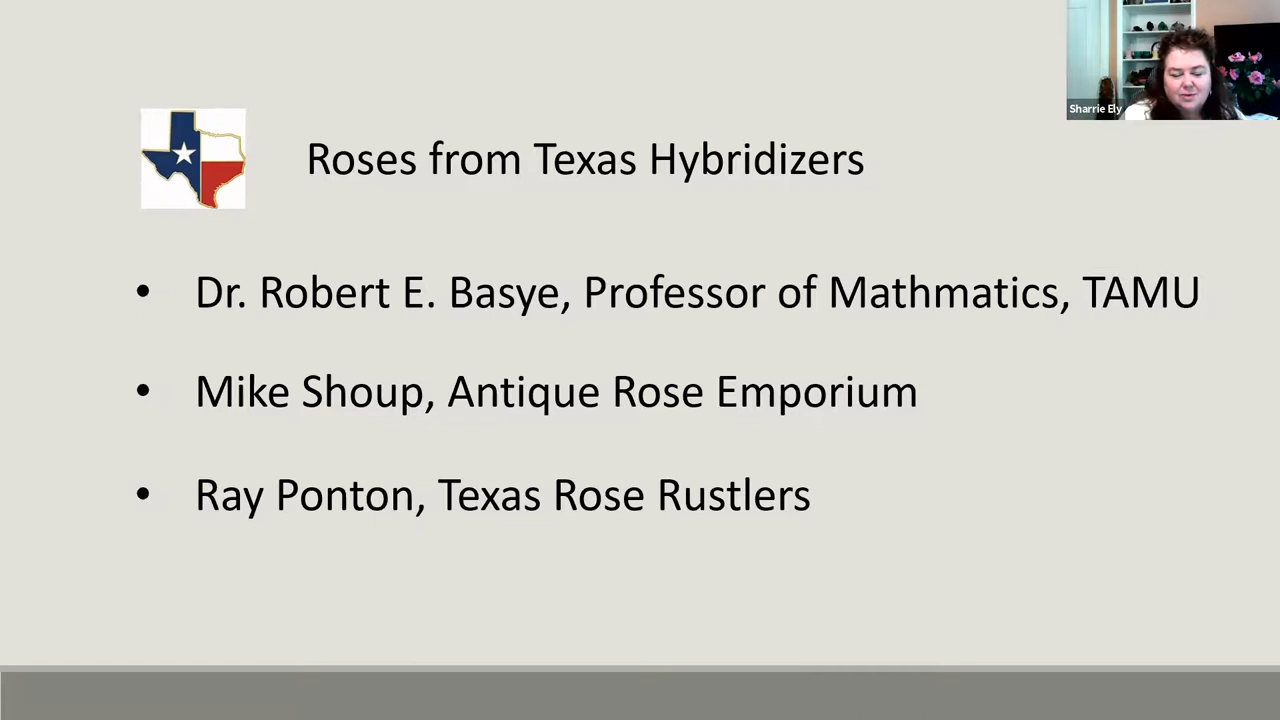 Sharrie Ely
Roses from Texas Hybridizers
• Dr. Robert E. Basye, Professor of Mathmatics, TAMU
• Mike Shoup, Antique Rose Emporium
• Ray Ponton, Texas Rose Rustlers